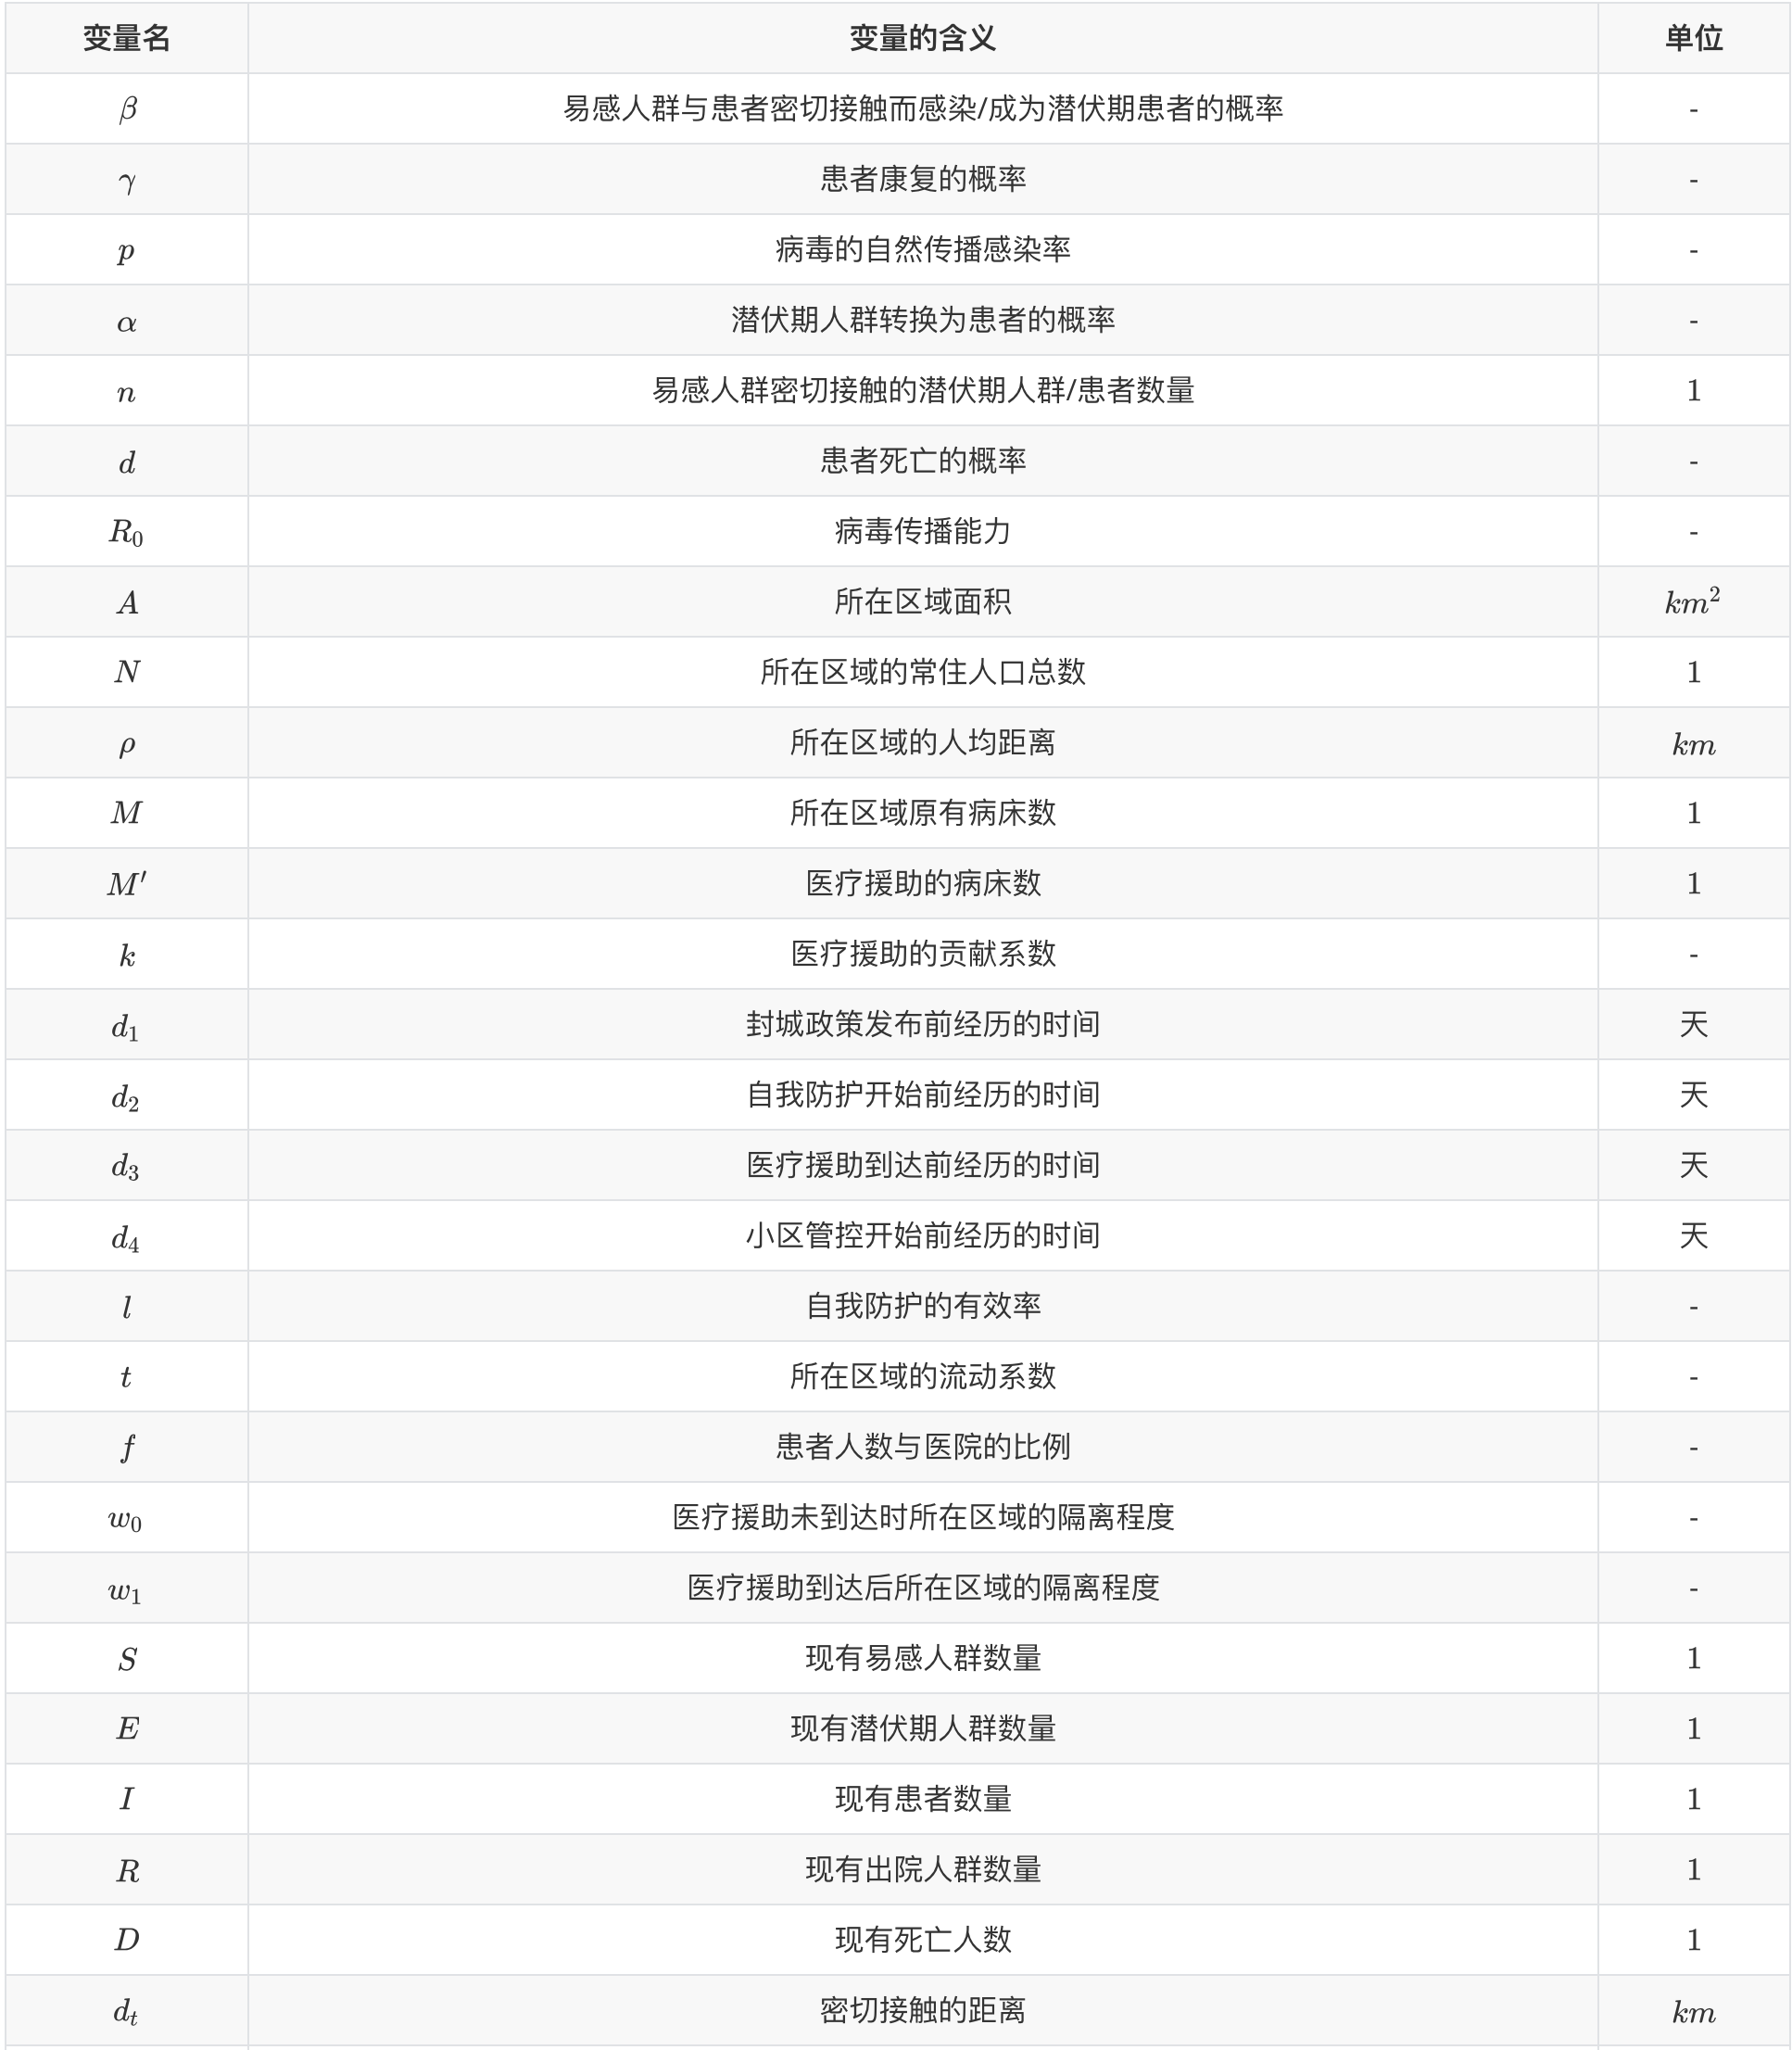 变量名 变量的含义 单位
β 易感人群与患者密切接触而感染/成为潜伏期患者的概率 -
γ 患者康复的概率 -
p 病毒的自然传播感染率 -
α 潜伏期人群转换为患者的概率 -
n 易感人群密切接触的潜伏期人群/患者数量 1
d 患者死亡的概率 -
R₀ 病毒传播能力 -
A 所在区域面积 km²
N 所在区域的常住人口总数 1
ρ 所在区域的人均距离 km
M 所在区域原有病床数 1
M′ 医疗援助的病床数 1
k 医疗援助的贡献系数 -
d₁ 封城政策发布前经历的时间 天
d₂ 自我防护开始前经历的时间 天
d₃ 医疗援助到达前经历的时间 天
d₄ 小区管控开始前经历的时间 天
l 自我防护的有效率 -
t 所在区域的流动系数 -
f 患者人数与医院的比例 -
w₀ 医疗援助未到达时所在区域的隔离程度 -
w₁ 医疗援助到达后所在区域的隔离程度 -
S 现有易感人群数量 1
E 现有潜伏期人群数量 1
I 现有患者数量 1
R 现有出院人群数量 1
D 现有死亡人数 1
dₜ 密切接触的距离 km